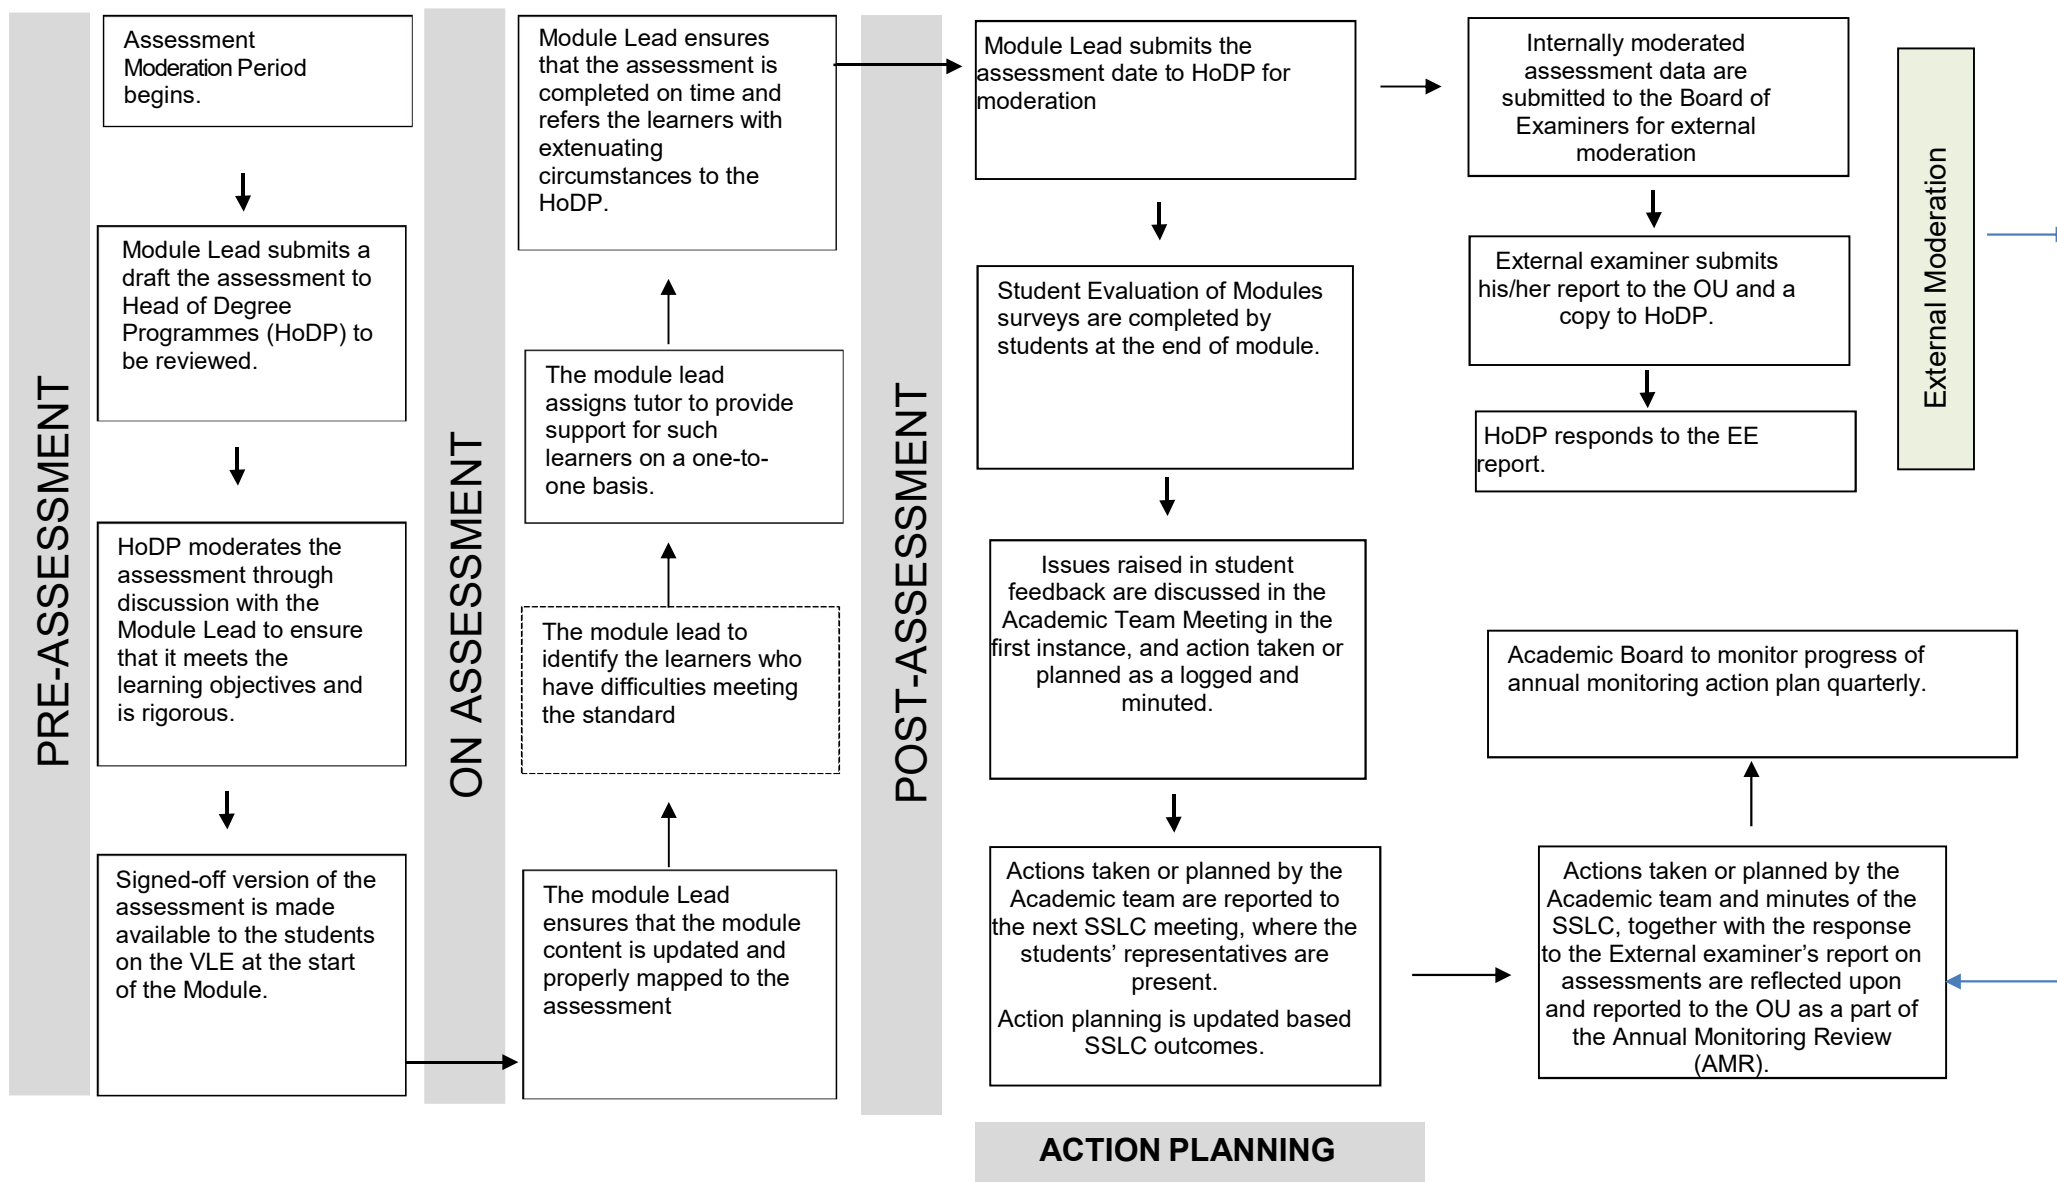 PRE-ASSESSMENT
Assessment
Moderation Period
begins.
Module Lead submits a
draft the assessment to
Head of Degree
Programmes (HoDP) to
be reviewed.
HoDP moderates the
assessment through
discussion with the
Module Lead to ensure
that it meets the
learning objectives and
is rigorous.
Signed-off version of the
assessment is made
available to the students
on the VLE at the start
of the Module.
ON ASSESSMENT
The module Lead
ensures that the module
content is updated and
properly mapped to the
assessment
The module lead to
identify the learners who
have difficulties meeting
the standard
The module lead
assigns tutor to provide
support for such
learners on a one-to-
one basis.
Module Lead ensures
that the assessment is
completed on time and
refers the learners with
extenuating
circumstances to the
HoDP.
POST-ASSESSMENT
Module Lead submits the
assessment date to HoDP for
moderation
Student Evaluation of Modules
surveys are completed by
students at the end of module.
Issues raised in student
feedback are discussed in the
Academic Team Meeting in the
first instance, and action taken or
planned as a logged and
minuted.
Actions taken or planned by the
Academic team are reported to
the next SSLC meeting, where the
students’ representatives are
present.
Action planning is updated based
SSLC outcomes.
Internally moderated
assessment data are
submitted to the Board of
Examiners for external
moderation
External examiner submits
his/her report to the OU and a
copy to HoDP.
HoDP responds to the EE
report.
External Moderation
Academic Board to monitor progress of
annual monitoring action plan quarterly.
Actions taken or planned by the
Academic team and minutes of the
SSLC, together with the response
to the External examiner’s report on
assessments are reflected upon
and reported to the OU as a part of
the Annual Monitoring Review
(AMR).
ACTION PLANNING